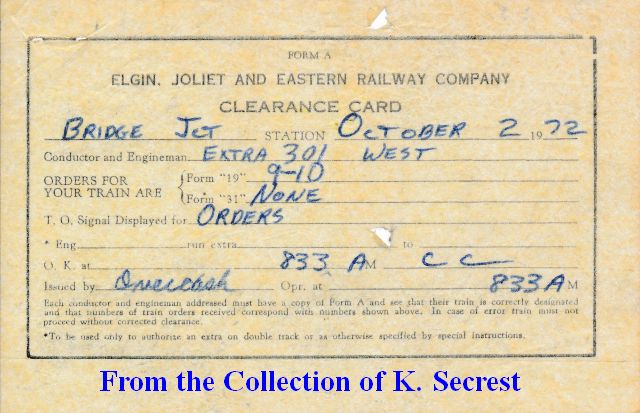 FORM A
ELGIN, JOLIET AND EASTERN RAILWAY COMPANY
CLEARANCE CARD
BRIDGE JCT STATION OCTOBER 2 1972
Conductor and Engineman EXTRA 301 WEST
ORDERS FOR YOUR TRAIN ARE
Form "19" 9-10
Form "31" NONE
T. O. Signal Displayed for ORDERS
* Eng. run extra to
O. K. at 833 A M C C
Issued by Overcash Opr. at 833 A M
Each conductor and engineman addressed must have a copy of Form A and see that their train is correctly designated
and that numbers of train orders received correspond with numbers shown above. In case of error train must not
proceed without corrected clearance.
*To be used only to authorize an extra on double track or as otherwise specified by special instructions.
From the Collection of K. Secrest